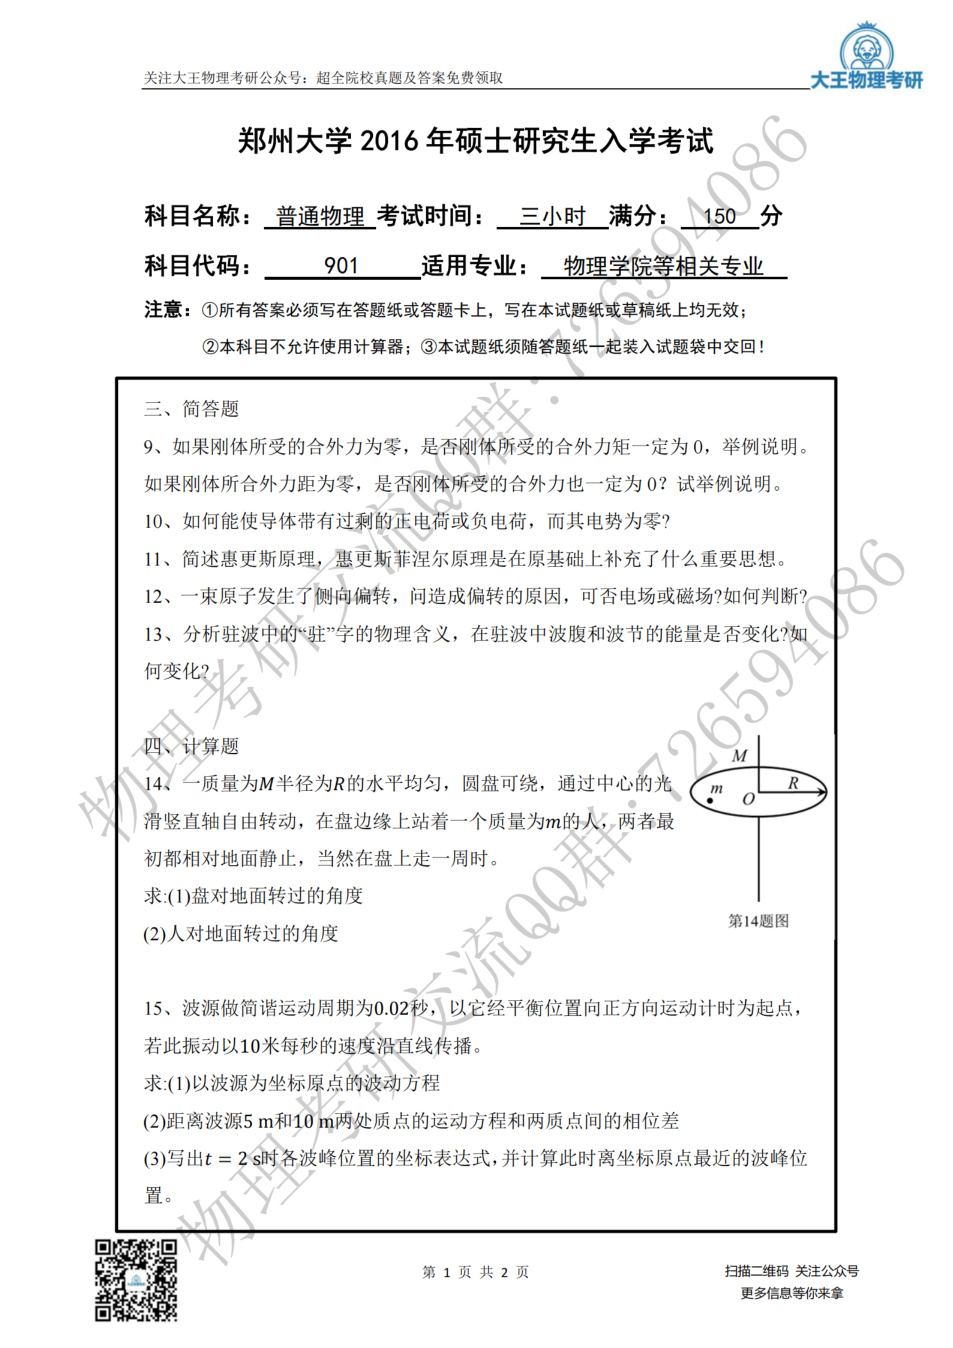 关注大王物理考研公众号：超全院校真题及答案免费领取
大王物理考研
郑州大学 2016 年硕士研究生入学考试
科目名称： 普通物理 考试时间： 三小时 满分： 150 分
科目代码： 901 适用专业： 物理学院等相关专业
注意：①所有答案必须写在答题纸或答题卡上，写在本试题纸或草稿纸上均无效；
②本科目不允许使用计算器；③本试题纸须随答题纸一起装入试题袋中交回！
三、简答题
9、如果刚体所受的合外力为零，是否刚体所受的合外力矩一定为 0，举例说明。
如果刚体所合外力距为零，是否刚体所受的合外力也一定为 0？试举例说明。
10、如何能使导体带有过剩的正电荷或负电荷，而其电势为零?
11、简述惠更斯原理，惠更斯菲涅尔原理是在原基础上补充了什么重要思想。
12、一束原子发生了侧向偏转，问造成偏转的原因，可否电场或磁场?如何判断?
13、分析驻波中的“驻”字的物理含义，在驻波中波腹和波节的能量是否变化?如
何变化?
四、计算题
14、一质量为M半径为R的水平均匀，圆盘可绕，通过中心的光
滑竖直轴自由转动，在盘边缘上站着一个质量为m的人，两者最
初都相对地面静止，当然在盘上走一周时。
求:(1)盘对地面转过的角度
(2)人对地面转过的角度
M
m
O
R
第14题图
15、波源做简谐运动周期为0.02秒，以它经平衡位置向正方向运动计时为起点，
若此振动以10米每秒的速度沿直线传播。
求:(1)以波源为坐标原点的波动方程
(2)距离波源5 m和10 m两处质点的运动方程和两质点间的相位差
(3)写出t = 2 s时各波峰位置的坐标表达式,并计算此时离坐标原点最近的波峰位
置。
物理考研交流QQ群:726594086
物理考研交流QQ群:726594086
大王物理
第 1 页 共 2 页
扫描二维码 关注公众号
更多信息等你来拿